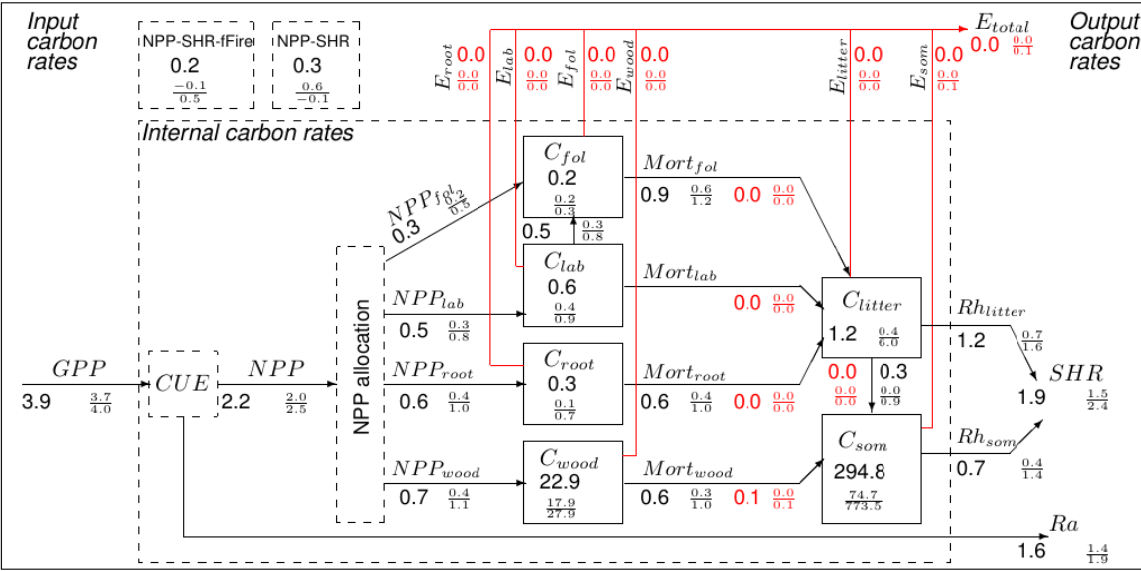 Input
carbon
rates
NPP-SHR-fFire
0.2
-0.1
0.5
NPP-SHR
0.3
0.6
-0.1
E_root
0.0
0.0
0.0
E_lab
0.0
0.0
0.0
E_fol
0.0
0.0
0.0
E_wood
0.0
0.0
0.0
E_litter
0.0
0.0
0.0
E_som
0.0
0.0
0.1
E_total
0.0
0.0
0.1
Output
carbon
rates
Internal carbon rates
GPP
3.9
3.7
4.0
CUE
NPP
2.2
2.0
2.5
NPP allocation
NPP_fol
0.3
0.2
0.5
NPP_lab
0.5
0.3
0.8
NPP_root
0.6
0.4
1.0
NPP_wood
0.7
0.4
1.1
C_fol
0.2
0.2
0.3
0.5
0.3
0.8
C_lab
0.6
0.4
0.9
C_root
0.3
0.1
0.7
C_wood
22.9
17.9
27.9
Mort_fol
0.9
0.6
1.2
0.0
0.0
0.0
Mort_lab
0.0
0.0
0.0
Mort_root
0.6
0.4
1.0
0.0
0.0
0.0
Mort_wood
0.6
0.3
1.0
0.1
0.0
0.1
C_litter
1.2
0.4
6.0
0.0
0.0
0.0
0.3
0.0
0.9
C_som
294.8
74.7
773.5
Rh_litter
1.2
0.7
1.6
Rh_som
0.7
0.4
1.4
SHR
1.9
1.5
2.4
Ra
1.6
1.4
1.9